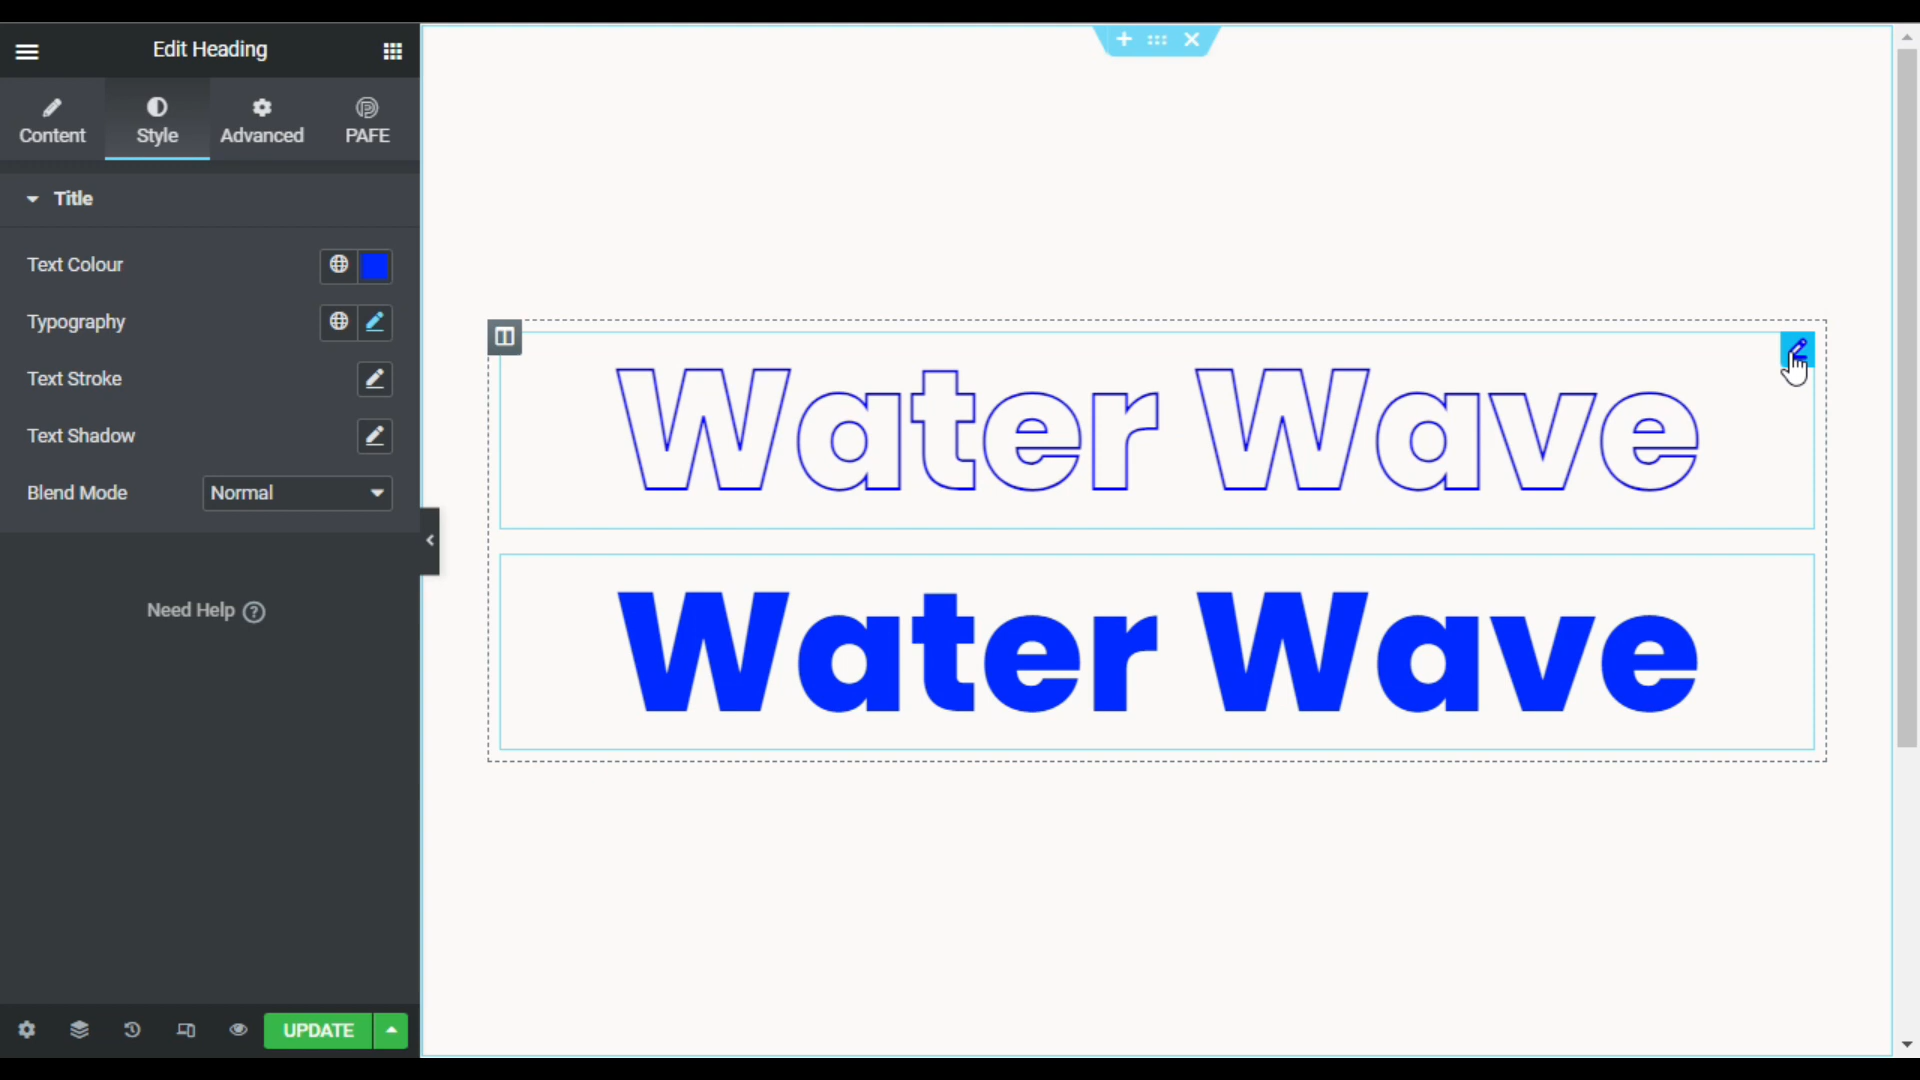 Edit Heading
Content
Style
Advanced
PAFE
Title
Text Colour
Typography
Text Stroke
Text Shadow
Blend Mode
Normal
Need Help
UPDATE
Water Wave
Water Wave